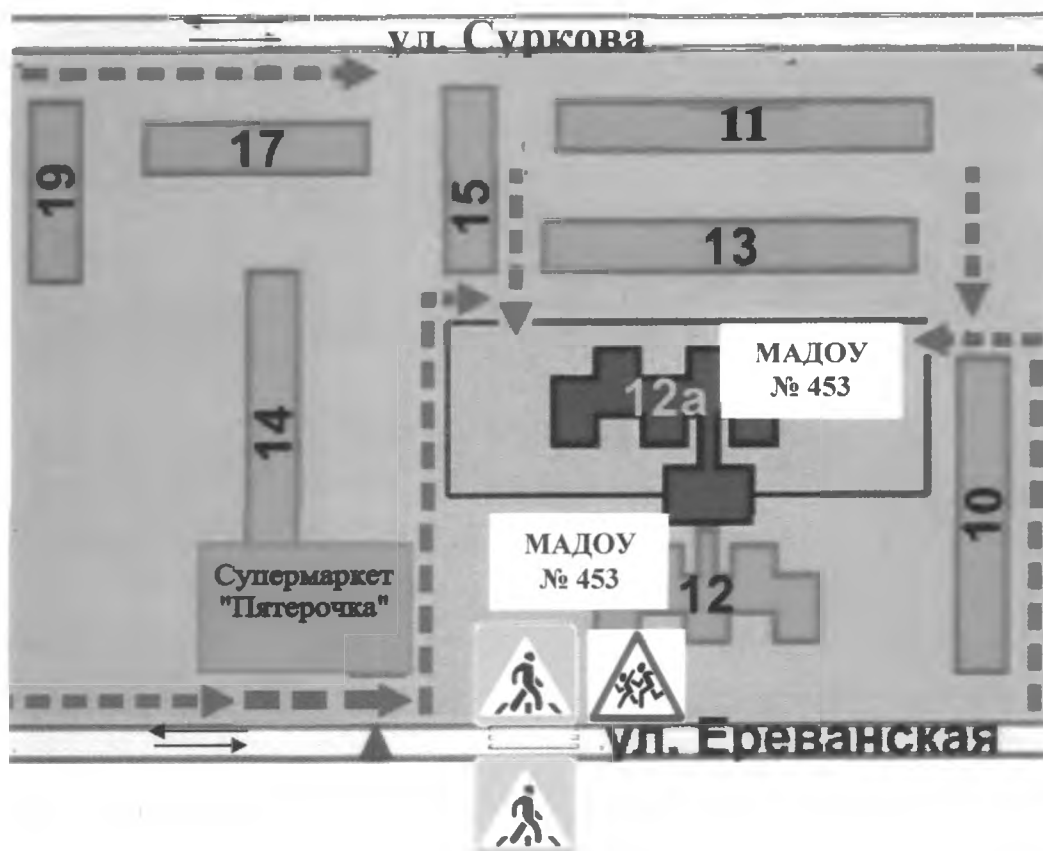 ул. Суркова
11
17
19
15
13
МАДОУ
№ 453
12а
14
10
МАДОУ
№ 453
Супермаркет
"Пятерочка"
12
ул. Ереванская